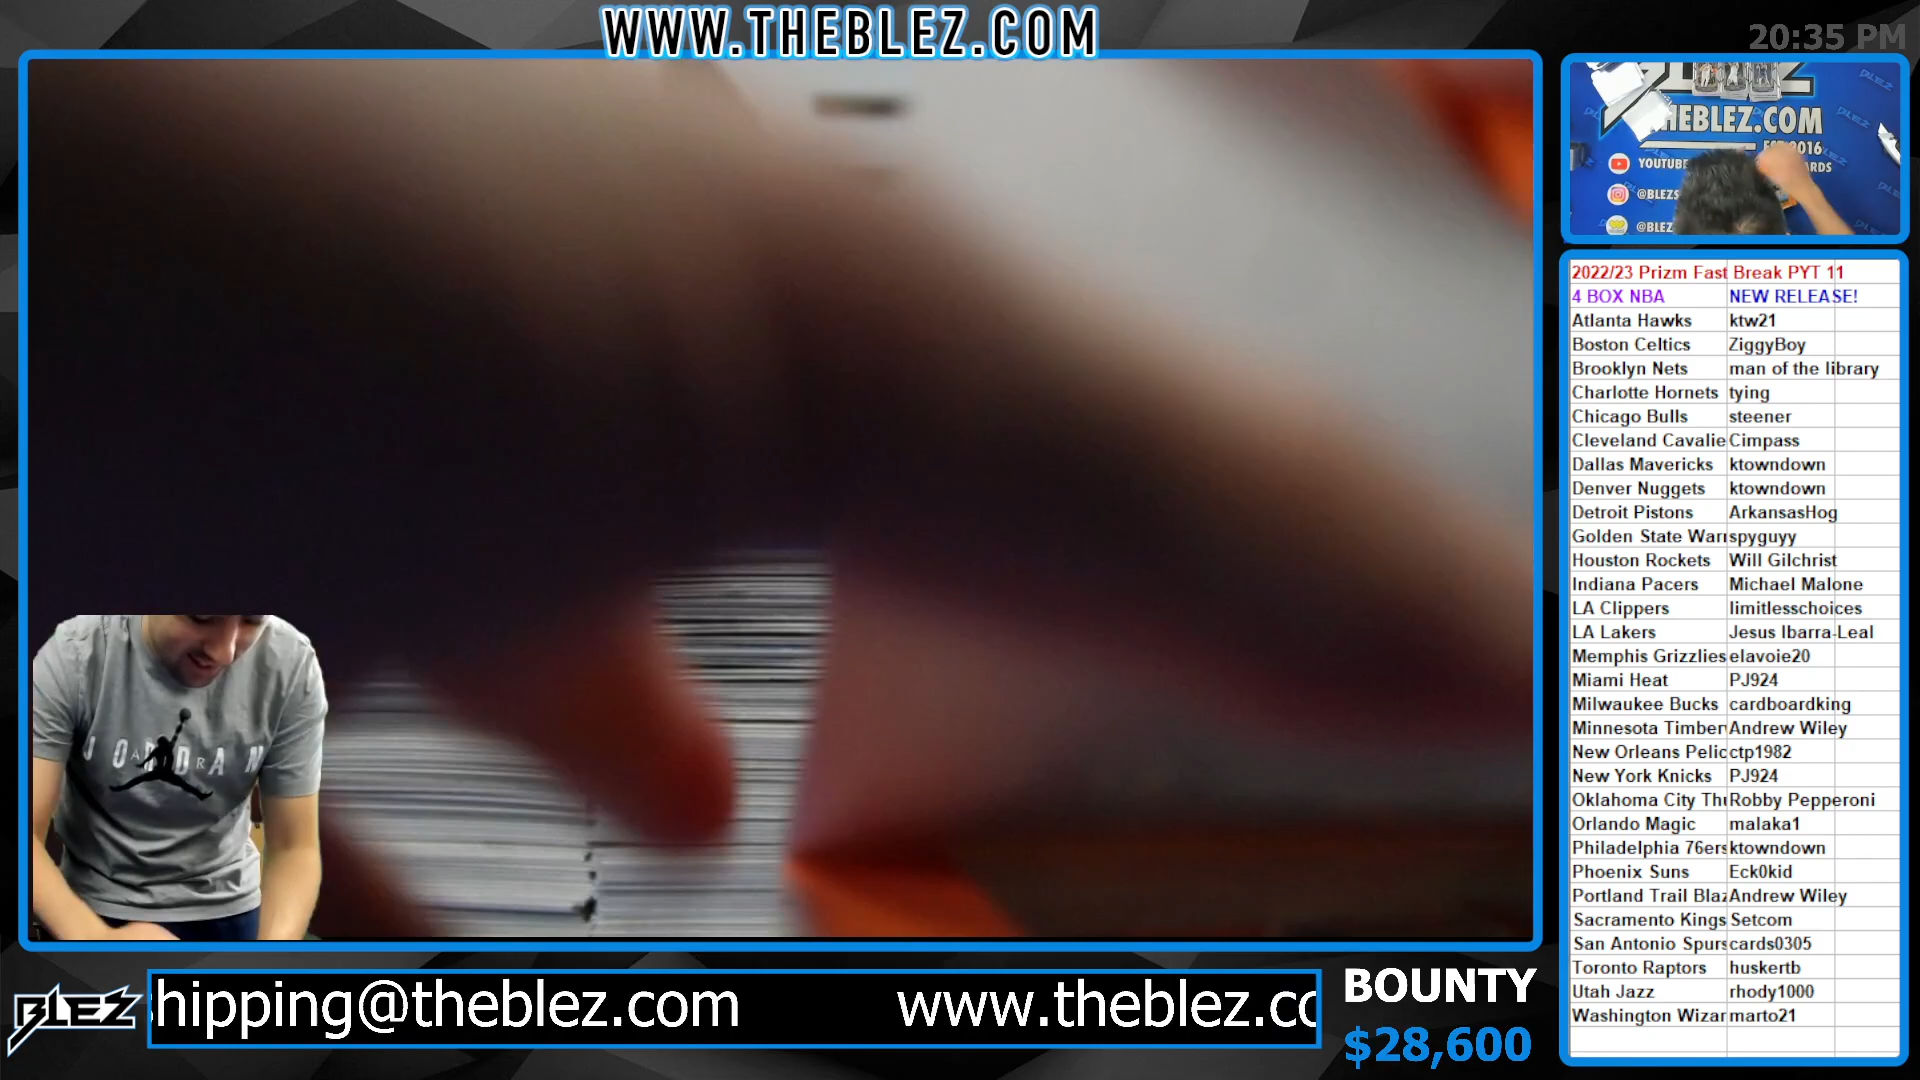 WWW.THEBLEZ.COM
20:35 PM
THEBLEZ.COM
YOUTUBE
@BLEZ
JORDAN
AIR
2022/23 Prizm Fast Break PYT 11
4 BOX NBA NEW RELEASE!
Atlanta Hawks ktw21
Boston Celtics ZiggyBoy
Brooklyn Nets man of the library
Charlotte Hornets tying
Chicago Bulls steener
Cleveland Cavalie Cimpass
Dallas Mavericks ktowndown
Denver Nuggets ktowndown
Detroit Pistons ArkansasHog
Golden State Warr spyguyy
Houston Rockets Will Gilchrist
Indiana Pacers Michael Malone
LA Clippers limitlesschoices
LA Lakers Jesus Ibarra-Leal
Memphis Grizzlies elavoie20
Miami Heat PJ924
Milwaukee Bucks cardboardking
Minnesota Timber Andrew Wiley
New Orleans Pelic ctp1982
New York Knicks PJ924
Oklahoma City Thu Robby Pepperoni
Orlando Magic malaka1
Philadelphia 76ers ktowndown
Phoenix Suns Eck0kid
Portland Trail Blaz Andrew Wiley
Sacramento Kings Setcom
San Antonio Spurs cards0305
Toronto Raptors huskertb
Utah Jazz rhody1000
Washington Wizar marto21
BLEZ
hipping@theblez.com www.theblez.co
BOUNTY
$28,600